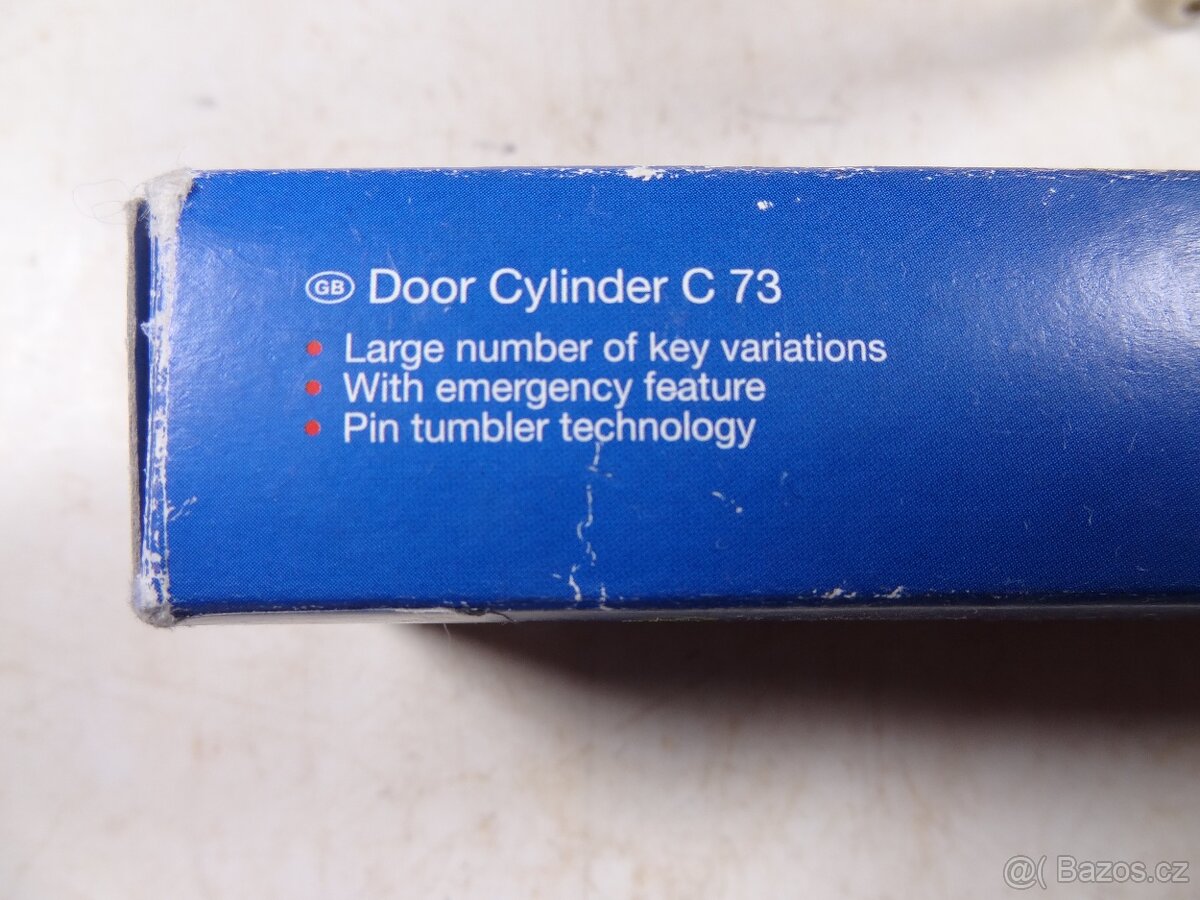 GB Door Cylinder C 73
• Large number of key variations
• With emergency feature
• Pin tumbler technology
@( Bazos.cz